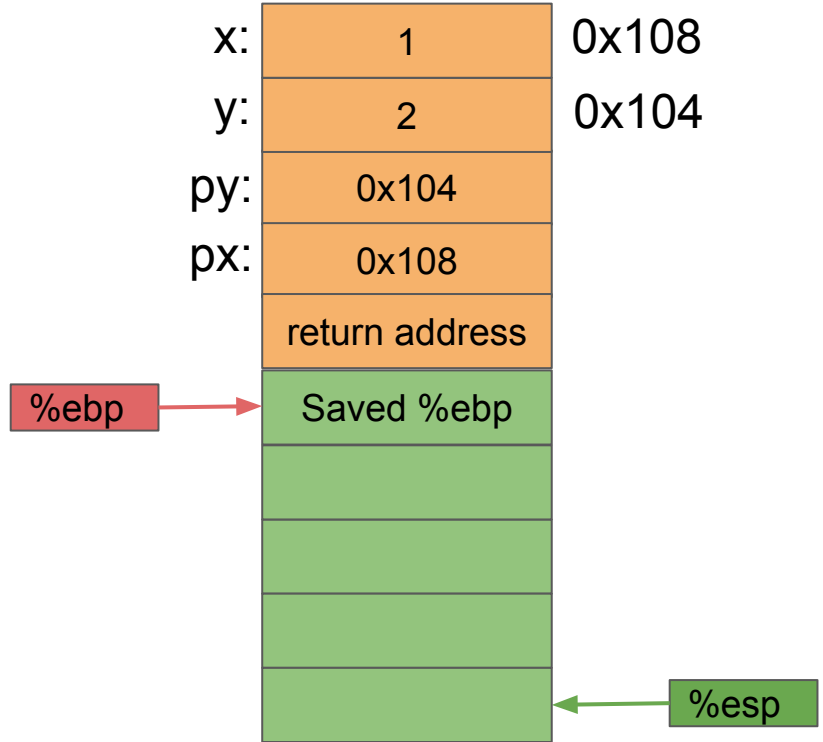 x: 1 0x108
y: 2 0x104
py: 0x104
px: 0x108
return address
%ebp Saved %ebp
%esp